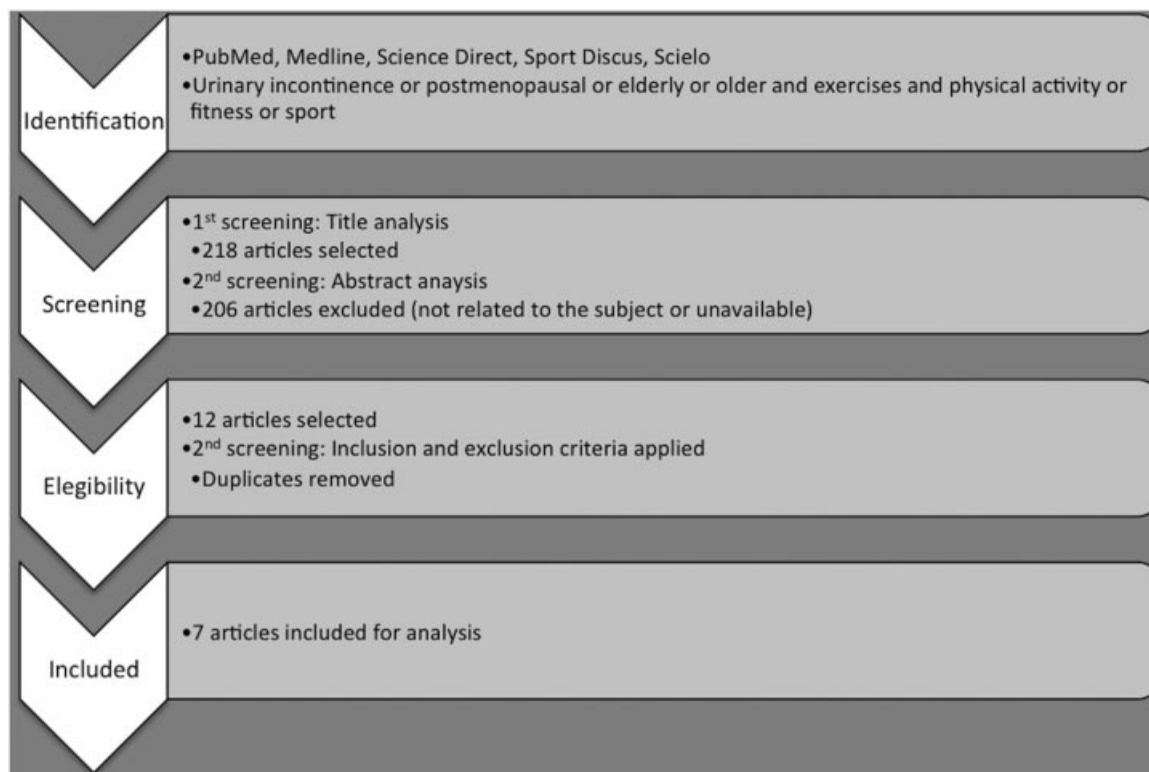 Identification
•PubMed, Medline, Science Direct, Sport Discus, Scielo
•Urinary incontinence or postmenopausal or elderly or older and exercises and physical activity or
fitness or sport
Screening
•1st screening: Title analysis
•218 articles selected
•2nd screening: Abstract anaysis
•206 articles excluded (not related to the subject or unavailable)
Elegibility
•12 articles selected
•2nd screening: Inclusion and exclusion criteria applied
•Duplicates removed
Included
•7 articles included for analysis